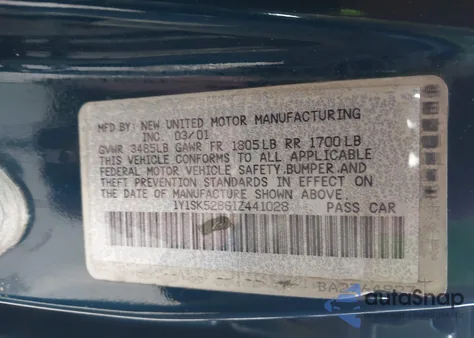 MFD BY: NEW UNITED MOTOR MANUFACTURING
INC. 03/01
GVWR 3485LB GAWR FR 1805LB RR 1700LB
THIS VEHICLE CONFORMS TO ALL APPLICABLE
FEDERAL MOTOR VEHICLE SAFETY,BUMPER,AND
THEFT PREVENTION STANDARDS IN EFFECT ON
THE DATE OF MANUFACTURE SHOWN ABOVE.
1Y1SK52861Z441028 PASS CAR
autoSnap